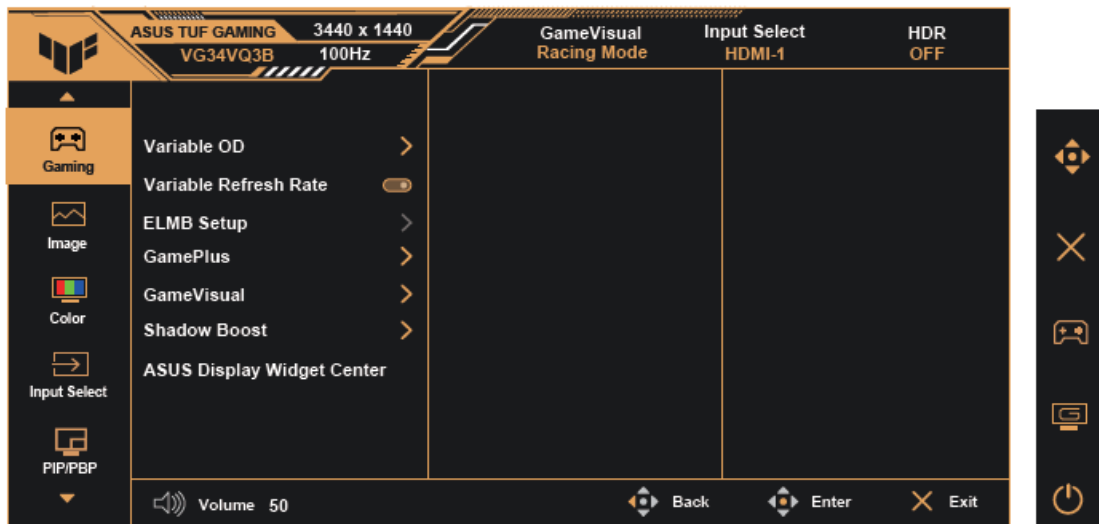 ASUS TUF GAMING 3440 x 1440
VG34VQ3B 100Hz
GameVisual
Racing Mode
Input Select
HDMI-1
HDR
OFF
Gaming
Image
Color
Input Select
PIP/PBP
Variable OD
Variable Refresh Rate
ELMB Setup
GamePlus
GameVisual
Shadow Boost
ASUS Display Widget Center
Volume 50
Back
Enter
Exit